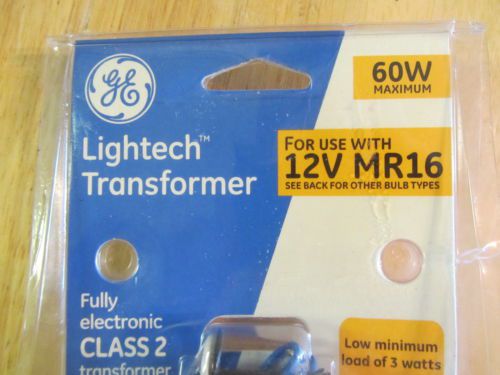 GE
60W
MAXIMUM
Lightech™
Transformer
FOR USE WITH
12V MR16
SEE BACK FOR OTHER BULB TYPES
Fully
electronic
CLASS 2
transformer
Low minimum
load of 3 watts